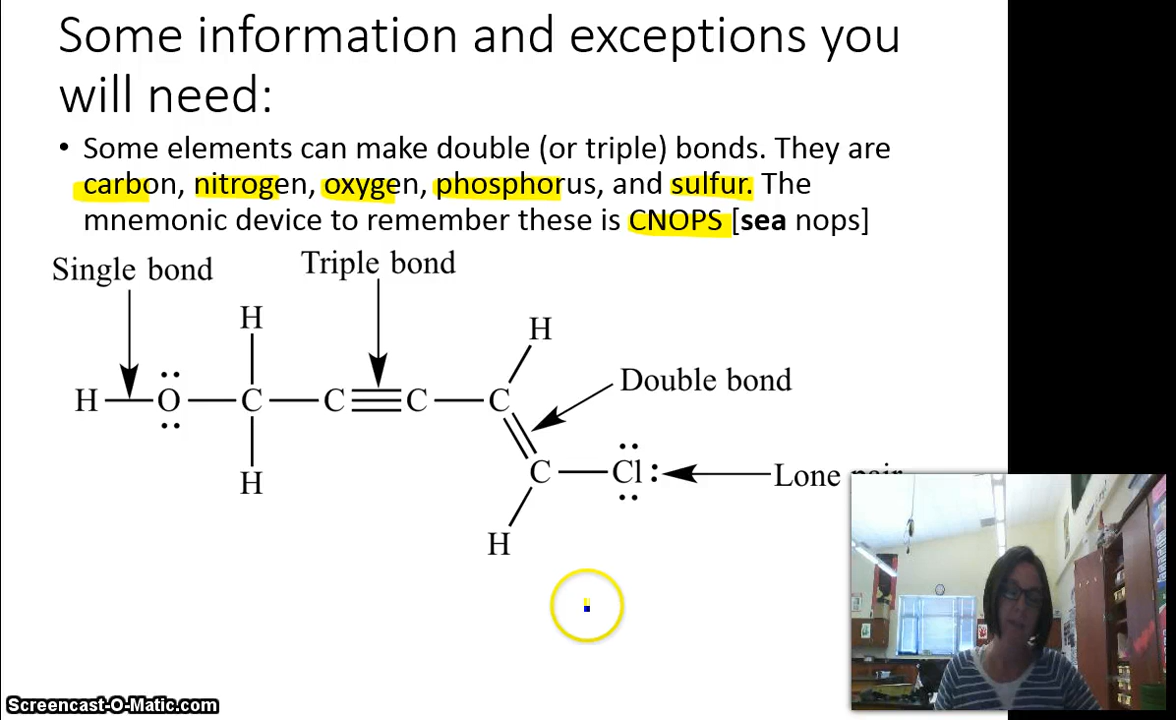 Some information and exceptions you
will need:
• Some elements can make double (or triple) bonds. They are
carbon, nitrogen, oxygen, phosphorus, and sulfur. The
mnemonic device to remember these is CNOPS [sea nops]
Single bond
Triple bond
H
H
Double bond
H
O
C
C
C
C
H
C
Cl
Lone
H
Screencast-O-Matic.com